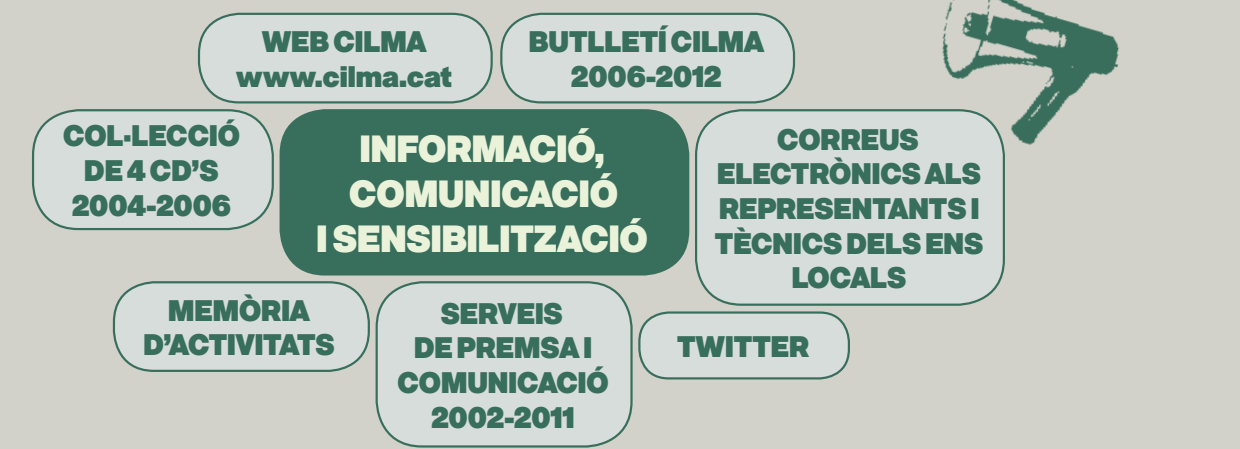 WEB CILMA
www.cilma.cat
BUTLLETÍ CILMA
2006-2012
COL·LECCIÓ
DE 4 CD’S
2004-2006
INFORMACIÓ,
COMUNICACIÓ
I SENSIBILITZACIÓ
CORREUS
ELECTRÒNICS ALS
REPRESENTANTS I
TÈCNICS DELS ENS
LOCALS
MEMÒRIA
D’ACTIVITATS
SERVEIS
DE PREMSA I
COMUNICACIÓ
2002-2011
TWITTER